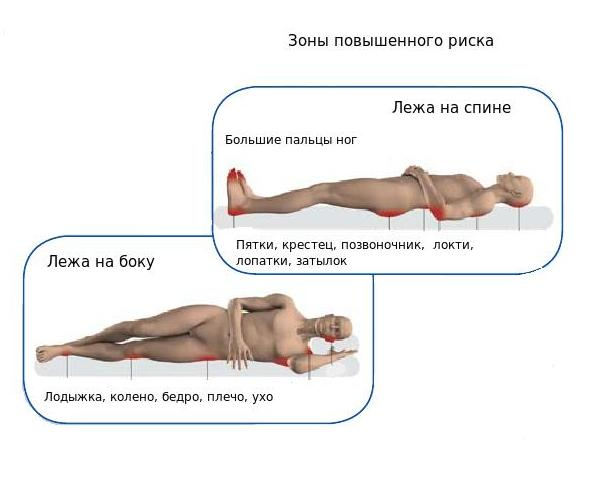 Зоны повышенного риска
Лежа на спине
Большие пальцы ног
Пятки, крестец, позвоночник, локти,
лопатки, затылок
Лежа на боку
Лодыжка, колено, бедро, плечо, ухо